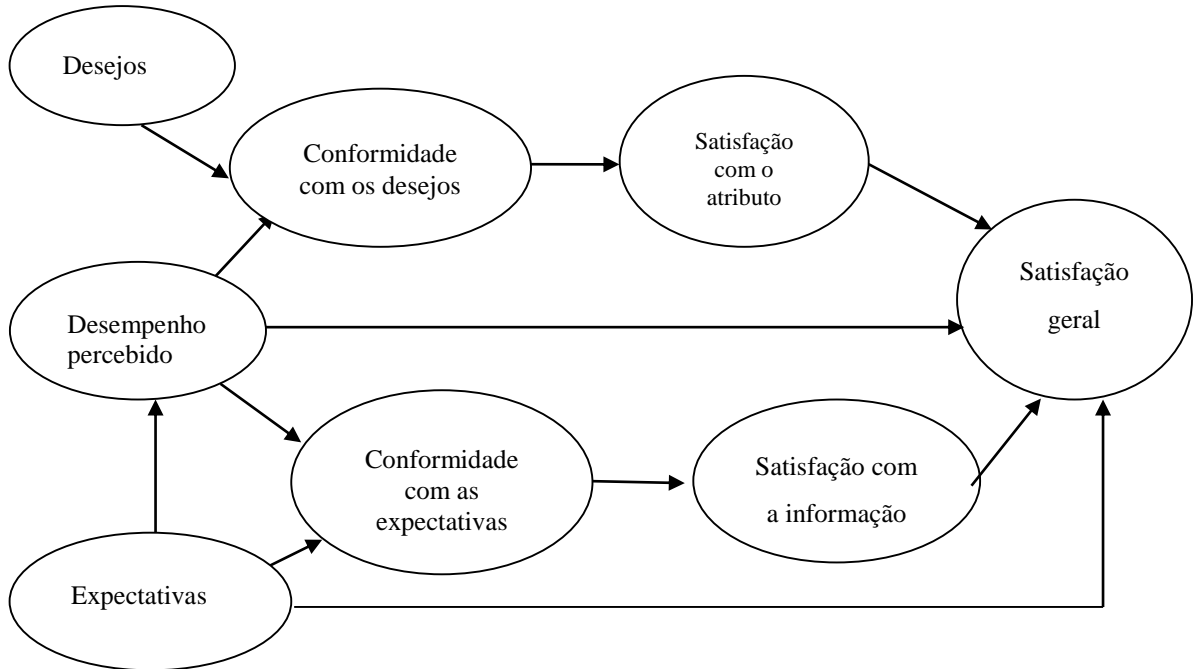 Desejos
Conformidade
com os desejos
Satisfação
com o
atributo
Satisfação
geral
Desempenho
percebido
Conformidade
com as
expectativas
Satisfação com
a informação
Expectativas